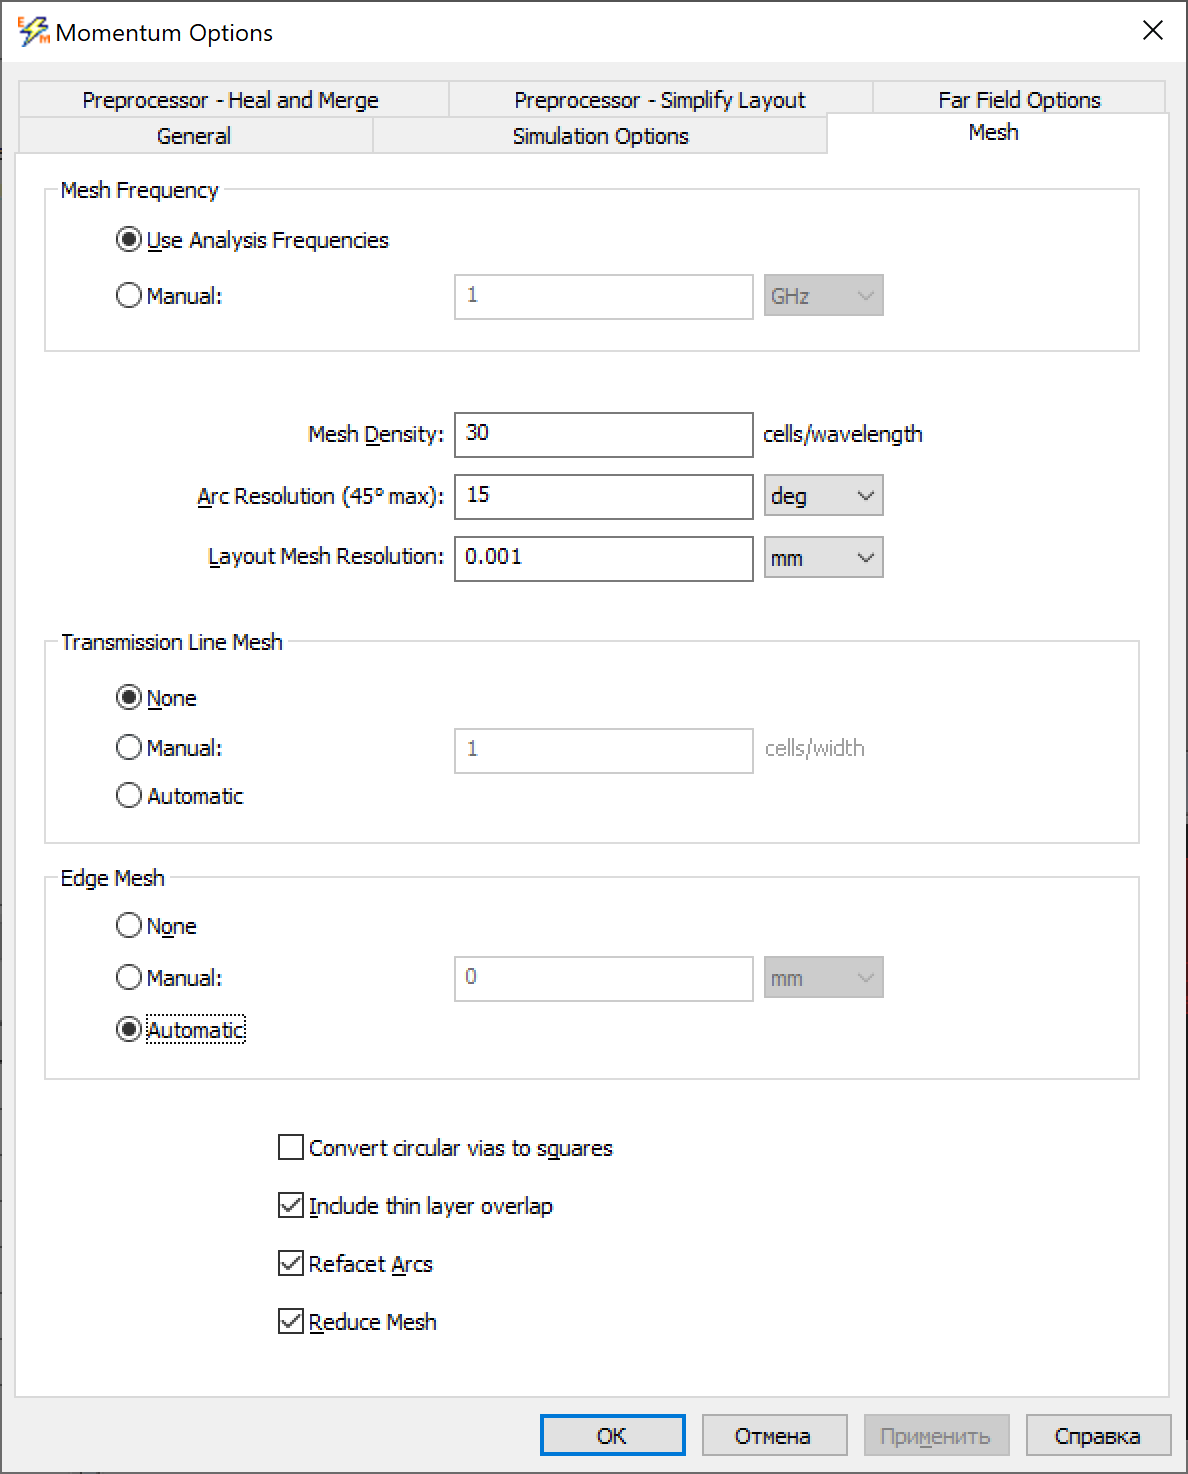 Momentum Options
Preprocessor - Heal and Merge
Preprocessor - Simplify Layout
Far Field Options
General
Simulation Options
Mesh
Mesh Frequency
Use Analysis Frequencies
Manual: 1 GHz
Mesh Density: 30 cells/wavelength
Arc Resolution (45° max): 15 deg
Layout Mesh Resolution: 0.001 mm
Transmission Line Mesh
None
Manual: 1 cells/width
Automatic
Edge Mesh
None
Manual: 0 mm
Automatic
Convert circular vias to squares
Include thin layer overlap
Refacet Arcs
Reduce Mesh
OK Отмена Применить Справка